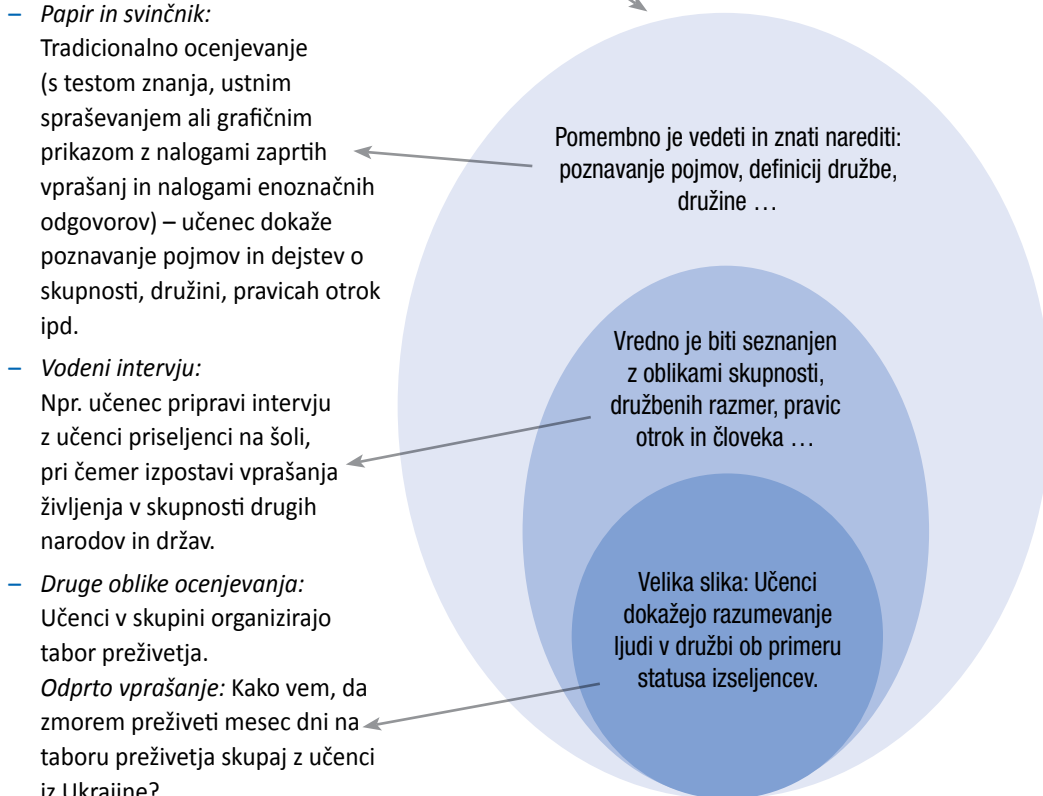 – Papir in svinčnik:
Tradicionalno ocenjevanje
(s testom znanja, ustnim
spraševanjem ali grafičnim
prikazom z nalogami zaprtih
vprašanj in nalogami enoznačnih
odgovorov) – učenec dokaže
poznavanje pojmov in dejstev o
skupnosti, družini, pravicah otrok
ipd.
– Vodeni intervju:
Npr. učenec pripravi intervju
z učenci priseljenci na šoli,
pri čemer izpostavi vprašanja
življenja v skupnosti drugih
narodov in držav.
– Druge oblike ocenjevanja:
Učenci v skupini organizirajo
tabor preživetja.
Odprto vprašanje: Kako vem, da
zmorem preživeti mesec dni na
taboru preživetja skupaj z učenci
iz Ukrajine?
Pomembno je vedeti in znati narediti:
poznavanje pojmov, definicij družbe,
družine …
Vredno je biti seznanjen
z oblikami skupnosti,
družbenih razmer, pravic
otrok in človeka …
Velika slika: Učenci
dokažejo razumevanje
ljudi v družbi ob primeru
statusa izseljencev.